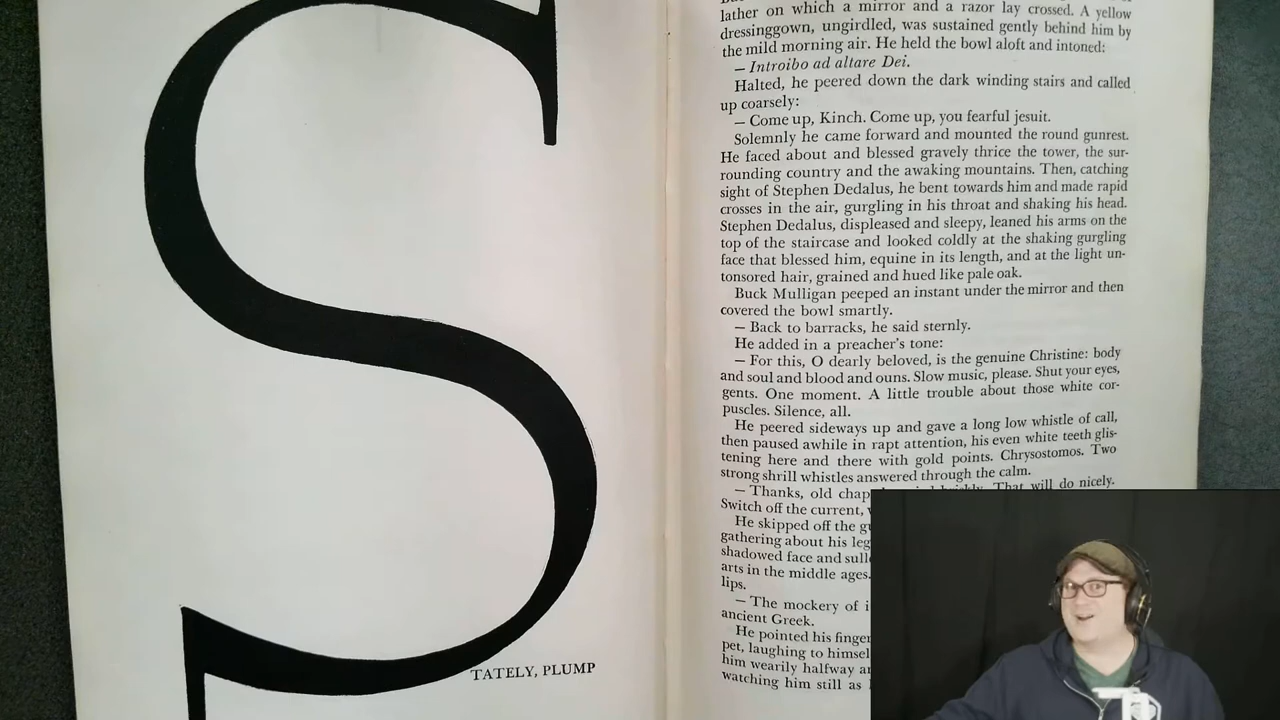 S
TATELY, PLUMP
lather on which a mirror and a razor lay crossed. A yellow
dressinggown, ungirdled, was sustained gently behind him by
the mild morning air. He held the bowl aloft and intoned:
— Introibo ad altare Dei.
Halted, he peered down the dark winding stairs and called
up coarsely:
— Come up, Kinch. Come up, you fearful jesuit.
Solemnly he came forward and mounted the round gunrest.
He faced about and blessed gravely thrice the tower, the sur-
rounding country and the awaking mountains. Then, catching
sight of Stephen Dedalus, he bent towards him and made rapid
crosses in the air, gurgling in his throat and shaking his head.
Stephen Dedalus, displeased and sleepy, leaned his arms on the
top of the staircase and looked coldly at the shaking gurgling
face that blessed him, equine in its length, and at the light un-
tonsored hair, grained and hued like pale oak.
Buck Mulligan peeped an instant under the mirror and then
covered the bowl smartly.
— Back to barracks, he said sternly.
He added in a preacher's tone:
— For this, O dearly beloved, is the genuine Christine: body
and soul and blood and ouns. Slow music, please. Shut your eyes,
gents. One moment. A little trouble about those white cor-
puscles. Silence, all.
He peered sideways up and gave a long low whistle of call,
then paused awhile in rapt attention, his even white teeth glis-
tening here and there with gold points. Chrysostomos. Two
strong shrill whistles answered through the calm.
— Thanks, old chap, That will do nicely.
Switch off the current,
He skipped off the
gathering about his
shadowed face and
arts in the middle ages.
lips.
— The mockery of
ancient Greek.
He pointed his
pet, laughing to
him wearily halfway
watching him still as